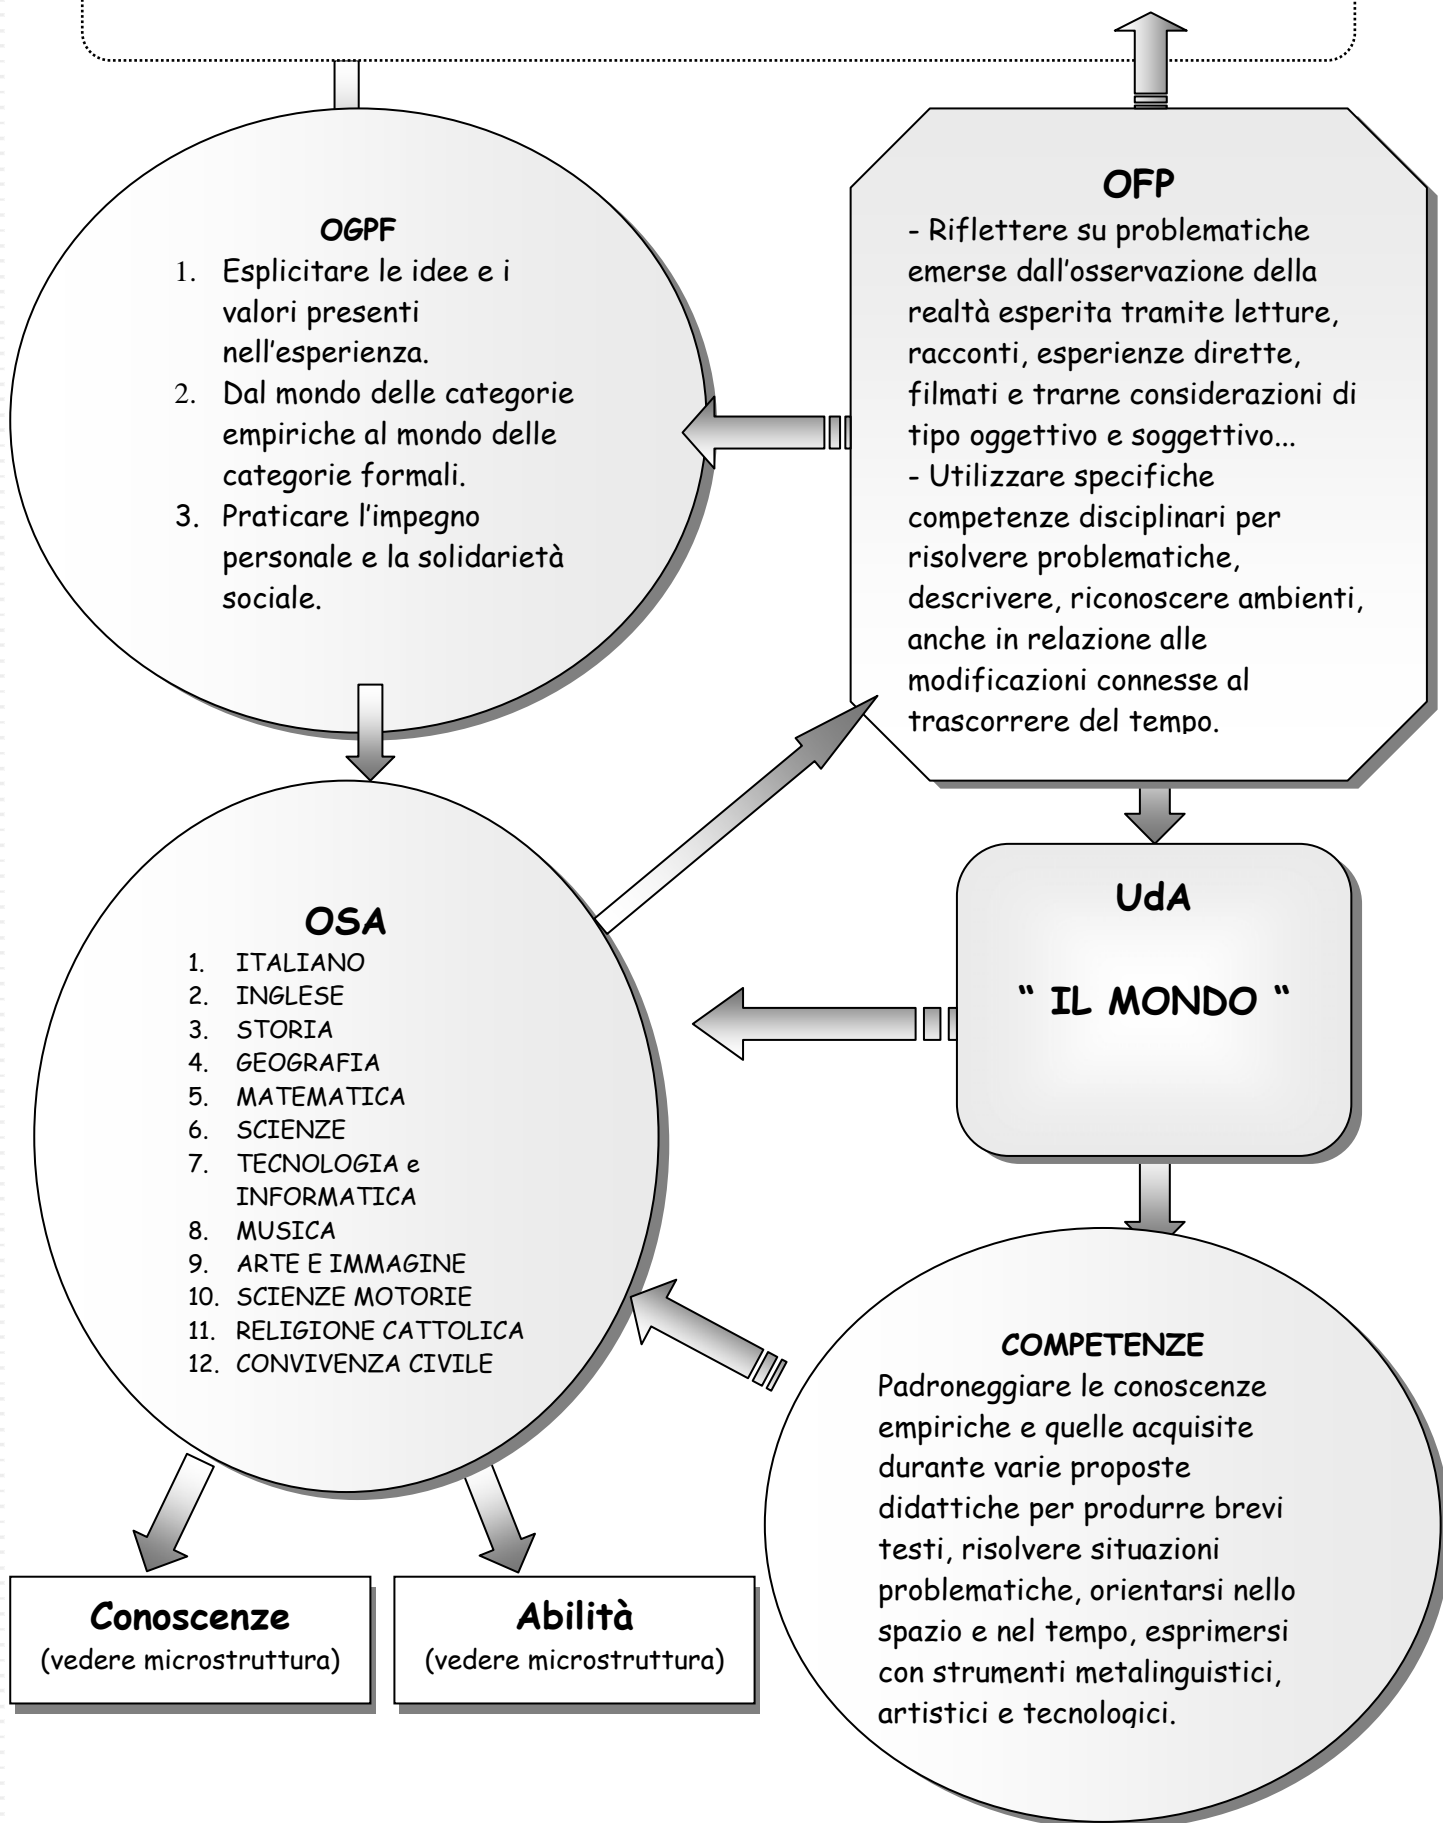 OGPF
1. Esplicitare le idee e i
valori presenti
nell'esperienza.
2. Dal mondo delle categorie
empiriche al mondo delle
categorie formali.
3. Praticare l'impegno
personale e la solidarietà
sociale.
OFP
- Riflettere su problematiche
emerse dall'osservazione della
realtà esperita tramite letture,
racconti, esperienze dirette,
filmati e trarne considerazioni di
tipo oggettivo e soggettivo...
- Utilizzare specifiche
competenze disciplinari per
risolvere problematiche,
descrivere, riconoscere ambienti,
anche in relazione alle
modificazioni connesse al
trascorrere del tempo.
OSA
1. ITALIANO
2. INGLESE
3. STORIA
4. GEOGRAFIA
5. MATEMATICA
6. SCIENZE
7. TECNOLOGIA e
INFORMATICA
8. MUSICA
9. ARTE E IMMAGINE
10. SCIENZE MOTORIE
11. RELIGIONE CATTOLICA
12. CONVIVENZA CIVILE
UdA
“ IL MONDO “
COMPETENZE
Padroneggiare le conoscenze
empiriche e quelle acquisite
durante varie proposte
didattiche per produrre brevi
testi, risolvere situazioni
problematiche, orientarsi nello
spazio e nel tempo, esprimersi
con strumenti metalinguistici,
artistici e tecnologici.
Conoscenze
(vedere microstruttura)
Abilità
(vedere microstruttura)